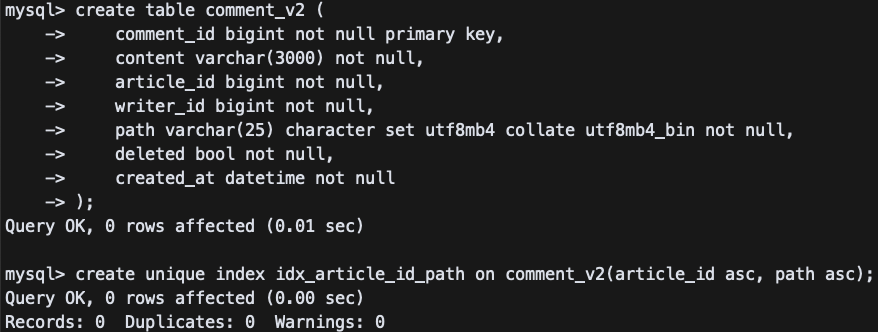 mysql> create table comment_v2 (
    ->     comment_id bigint not null primary key,
    ->     content varchar(3000) not null,
    ->     article_id bigint not null,
    ->     writer_id bigint not null,
    ->     path varchar(25) character set utf8mb4 collate utf8mb4_bin not null,
    ->     deleted bool not null,
    ->     created_at datetime not null
    -> );
Query OK, 0 rows affected (0.01 sec)

mysql> create unique index idx_article_id_path on comment_v2(article_id asc, path asc);
Query OK, 0 rows affected (0.00 sec)
Records: 0  Duplicates: 0  Warnings: 0